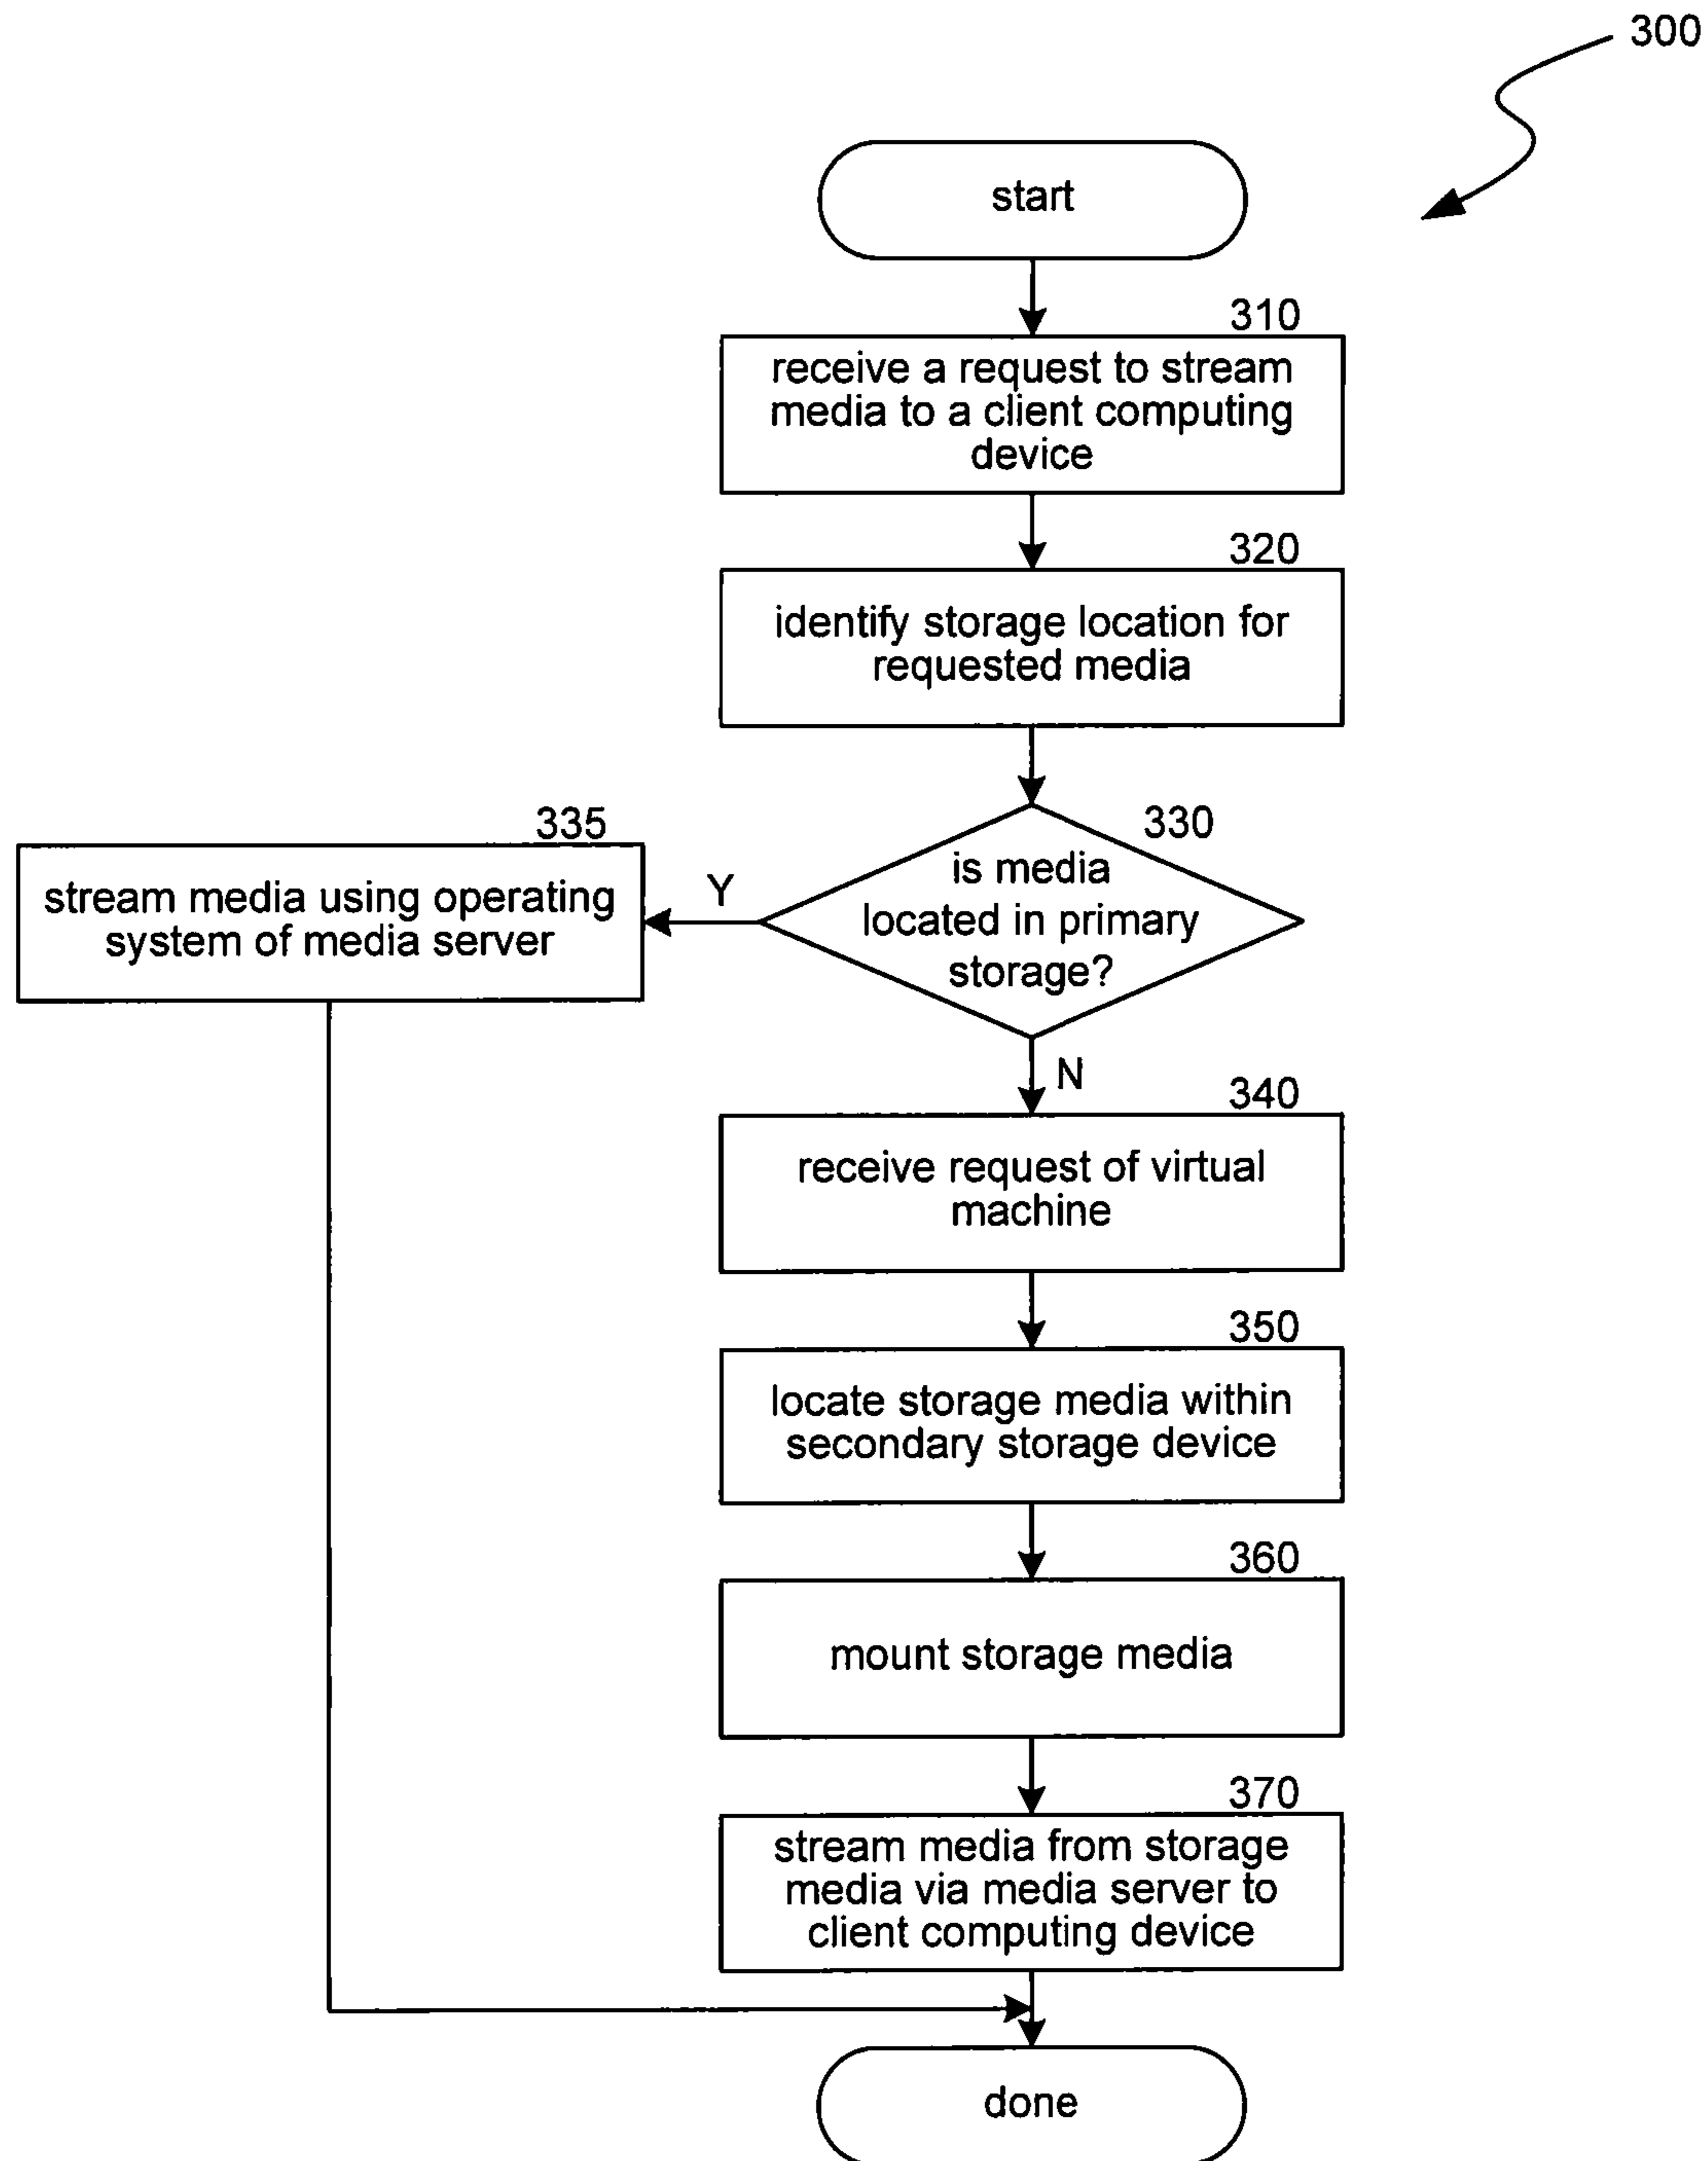 300
start
310
receive a request to stream
media to a client computing
device
320
identify storage location for
requested media
330
is media
located in primary
storage?
335
stream media using operating
system of media server
Y
N
340
receive request of virtual
machine
350
locate storage media within
secondary storage device
360
mount storage media
370
stream media from storage
media via media server to
client computing device
done